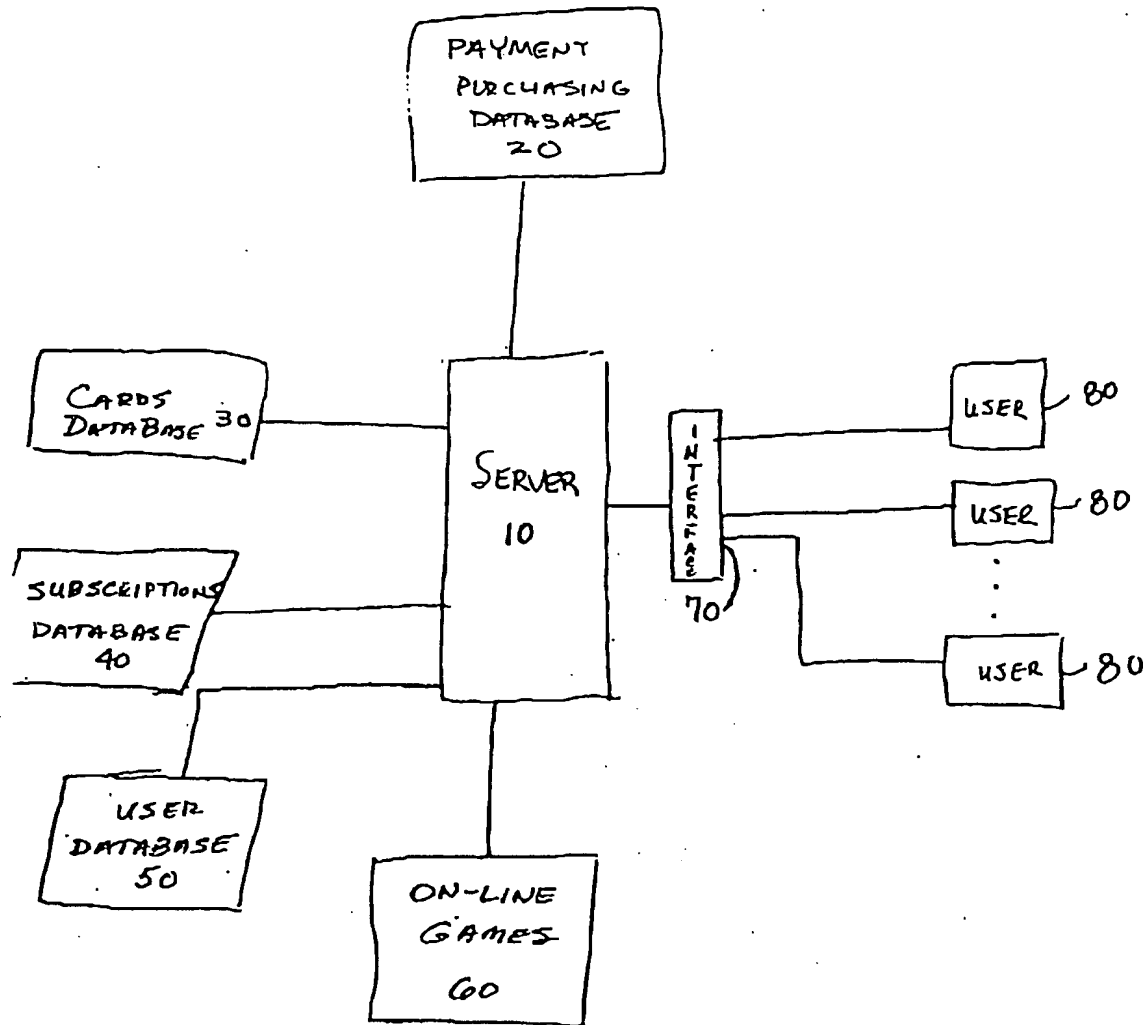 PAYMENT
PURCHASING
DATABASE
20
CARDS
DATABASE 30
SERVER
10
INTERFACE
70
USER 80
USER 80
USER 80
SUBSCIPTIONS
DATABASE
40
USER
DATABASE
50
ON-LINE
GAMES
60